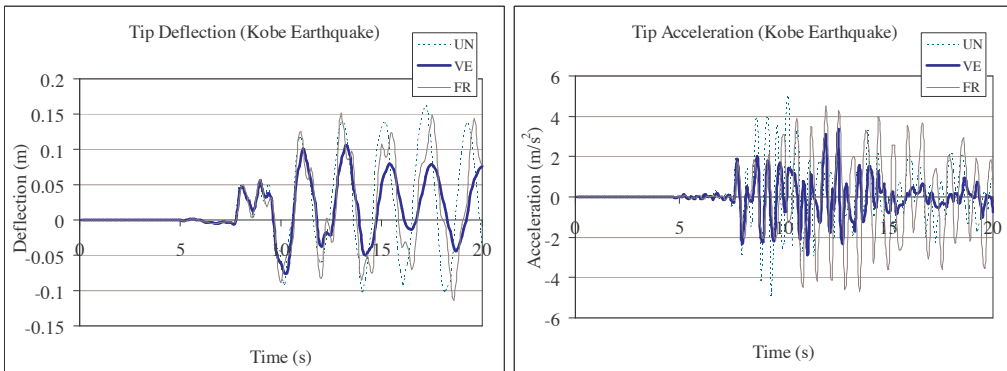 Tip Deflection (Kobe Earthquake)
UN
VE
FR
0.2
0.15
0.1
0.05
0
-0.05
-0.1
-0.15
0 5 10 15 20
Deflection (m)
Time (s)
Tip Acceleration (Kobe Earthquake)
UN
VE
FR
6
4
2
0
-2
-4
-6
0 5 10 15 20
Acceleration (m/s²)
Time (s)